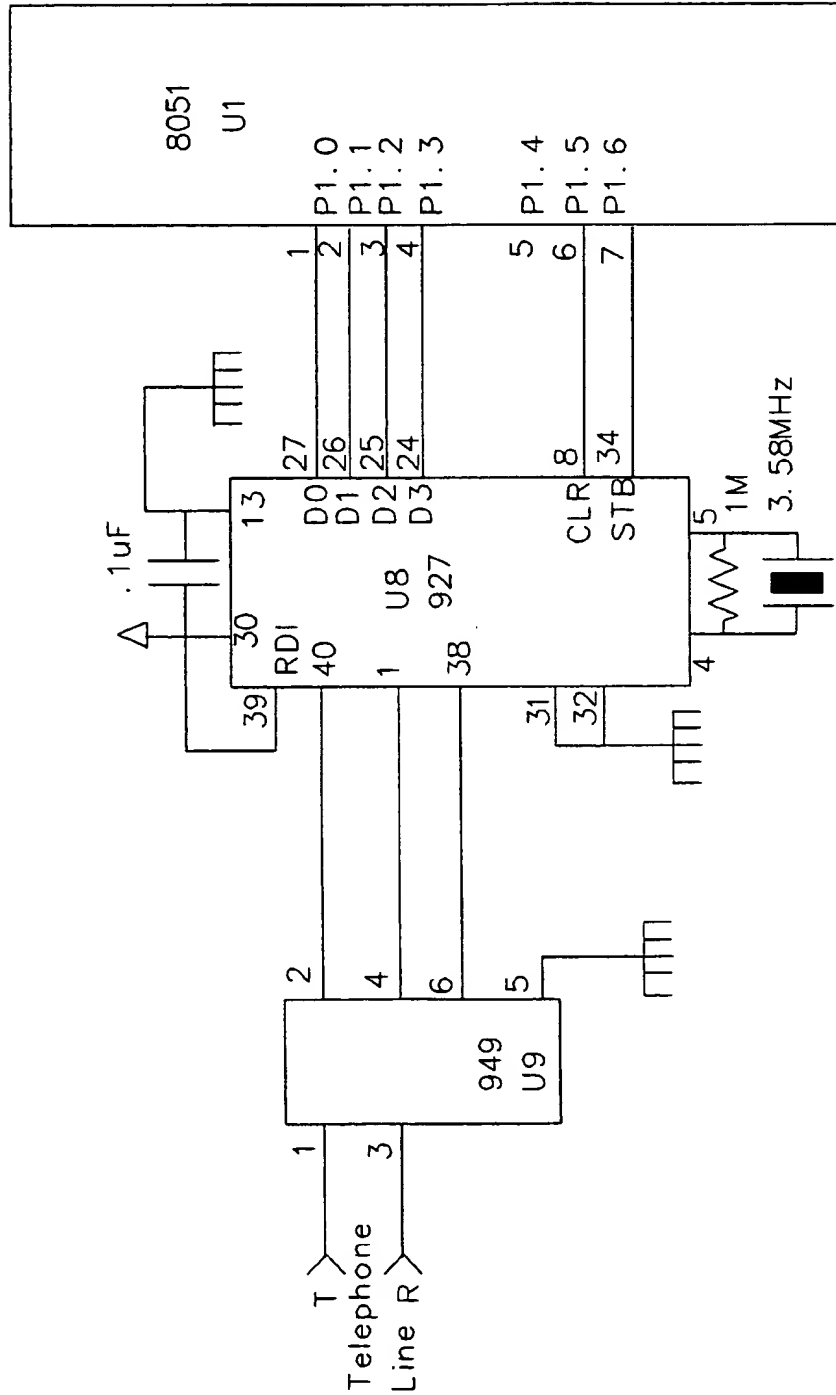 8051
U1
P1.0
P1.1
P1.2
P1.3
P1.4
P1.5
P1.6
1
2
3
4
5
6
7
27
26
25
24
8
34
13
D0
D1
D2
D3
CLR
STB
.1uF
30
RDI
39
40
1
38
31
32
U8
927
4
5
1M
3.58MHz
2
4
6
5
949
U9
1
3
T
Telephone
Line R